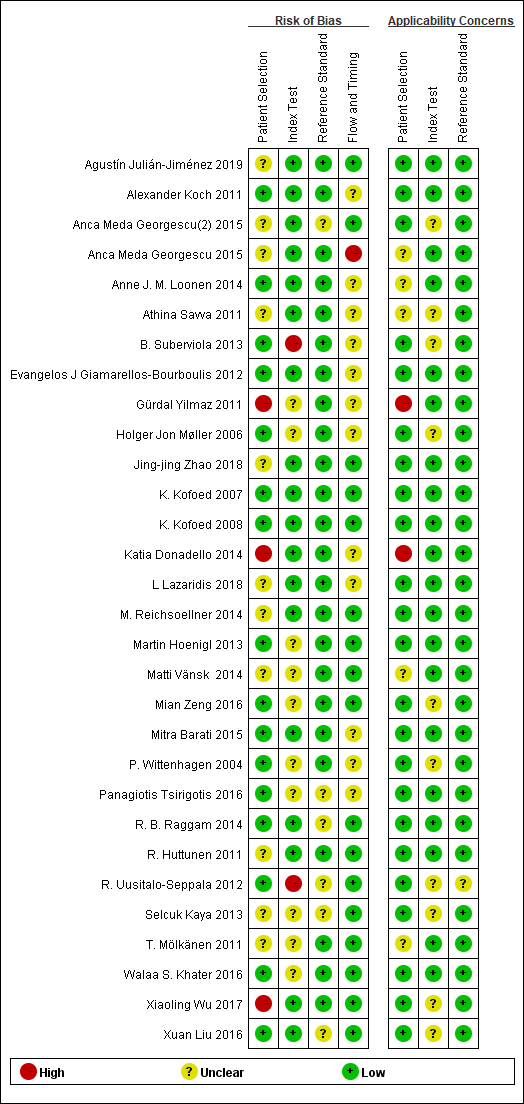 Risk of Bias Applicability Concerns
Patient Selection Index Test Reference Standard Flow and Timing Patient Selection Index Test Reference Standard
Agustín Julián-Jiménez 2019 ? + + + + + +
Alexander Koch 2011 + + + ? + + +
Anca Meda Georgescu(2) 2015 ? + ? ? + ? +
Anca Meda Georgescu 2015 ? + + – ? + +
Anne J. M. Loonen 2014 + + + ? ? + +
Athina Savva 2011 ? + + ? ? ? +
B. Suberviola 2013 + – + ? + ? +
Evangelos J Giamarellos-Bourboulis 2012 + + + ? + + +
Gürdal Yilmaz 2011 – ? + ? – + +
Holger Jon Møller 2006 + ? + ? + ? +
Jing-jing Zhao 2018 ? + + + + + +
K. Kofoed 2007 + + + + + + +
K. Kofoed 2008 + + + + + + +
Katia Donadello 2014 – + + ? – + +
L Lazaridis 2018 ? + + ? + + +
M. Reichsoellner 2014 ? + + + + + +
Martin Hoenigl 2013 + ? + + + + +
Matti Vänsk 2014 ? ? + + ? + +
Mian Zeng 2016 + ? + + + ? +
Mitra Barati 2015 + + + ? + + +
P. Wittenhagen 2004 + ? + ? + ? +
Panagiotis Tsirigotis 2016 + ? ? ? + + +
R. B. Raggam 2014 + + ? + + + +
R. Huttunen 2011 ? + + + + + +
R. Uusitalo-Seppala 2012 + – ? + + ? ?
Selcuk Kaya 2013 ? ? ? + + ? +
T. Mölkänen 2011 ? ? + + ? + +
Walaa S. Khater 2016 + ? + + + + +
Xiaoling Wu 2017 – + + + + ? +
Xuan Liu 2016 + + ? + + ? +
– High ? Unclear + Low